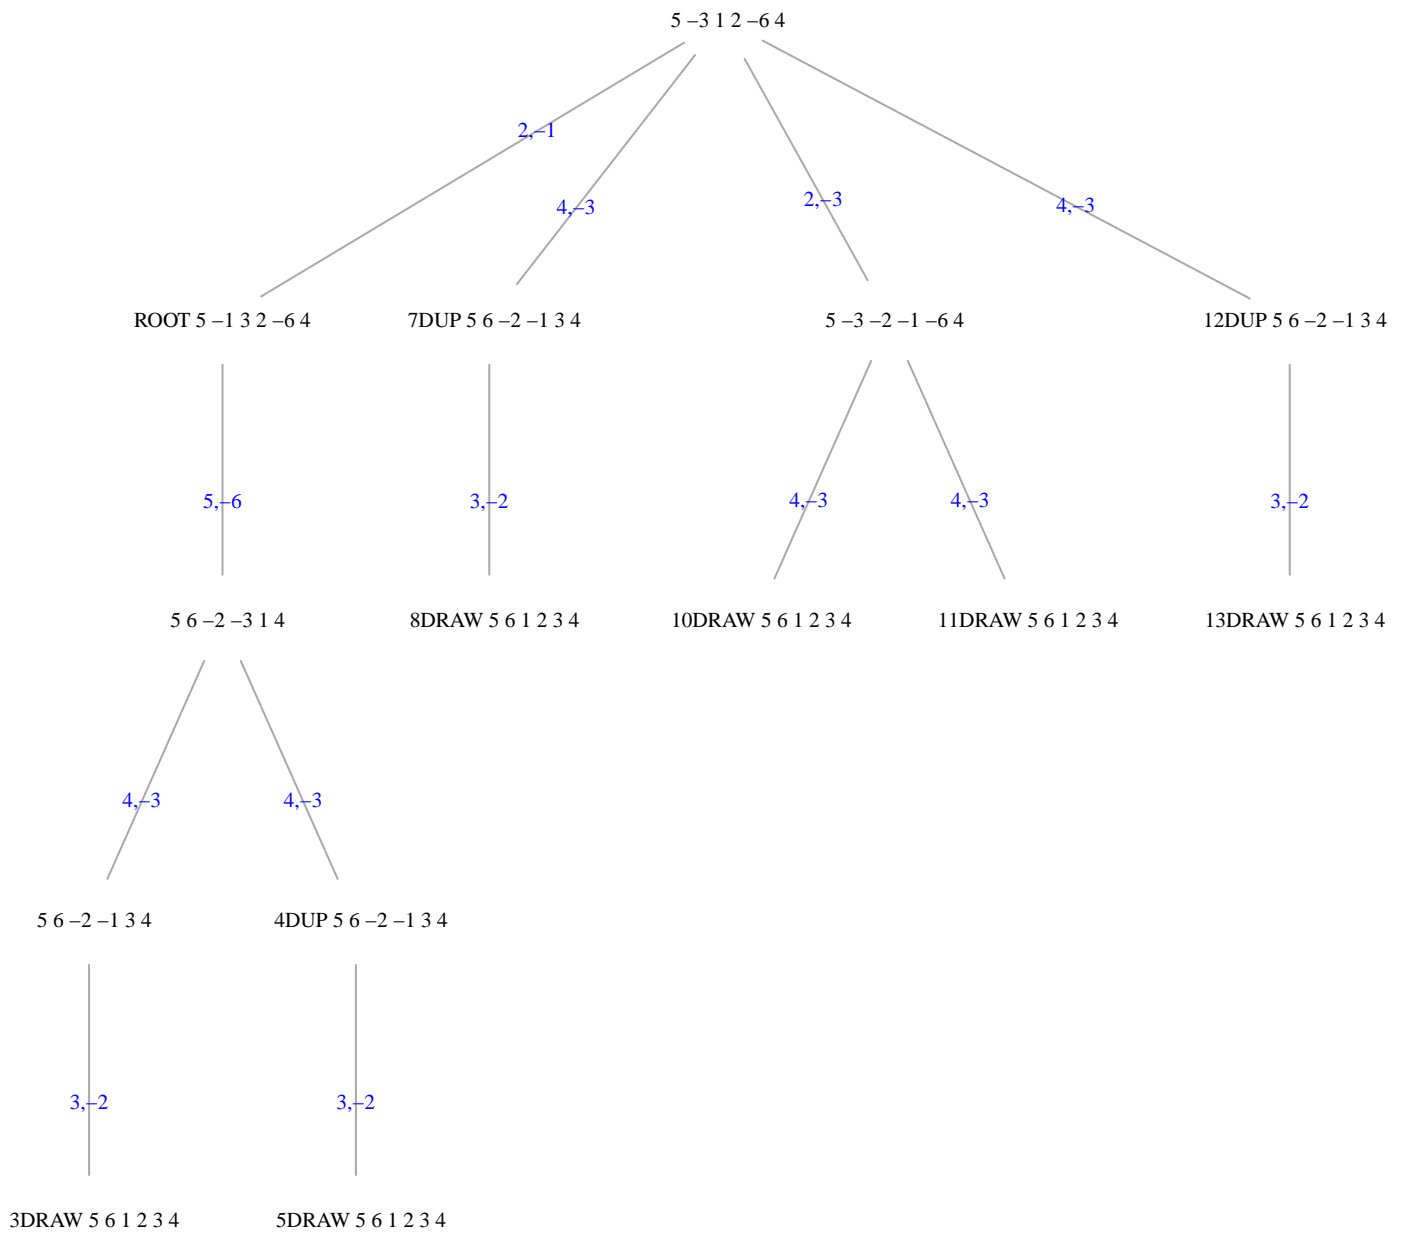 5 –3 1 2 –6 4
2,–1
4,–3
2,–3
4,–3
ROOT 5 –1 3 2 –6 4
7DUP 5 6 –2 –1 3 4
5 –3 –2 –1 –6 4
12DUP 5 6 –2 –1 3 4
5,–6
3,–2
4,–3
4,–3
3,–2
5 6 –2 –3 1 4
8DRAW 5 6 1 2 3 4
10DRAW 5 6 1 2 3 4
11DRAW 5 6 1 2 3 4
13DRAW 5 6 1 2 3 4
4,–3
4,–3
5 6 –2 –1 3 4
4DUP 5 6 –2 –1 3 4
3,–2
3,–2
3DRAW 5 6 1 2 3 4
5DRAW 5 6 1 2 3 4